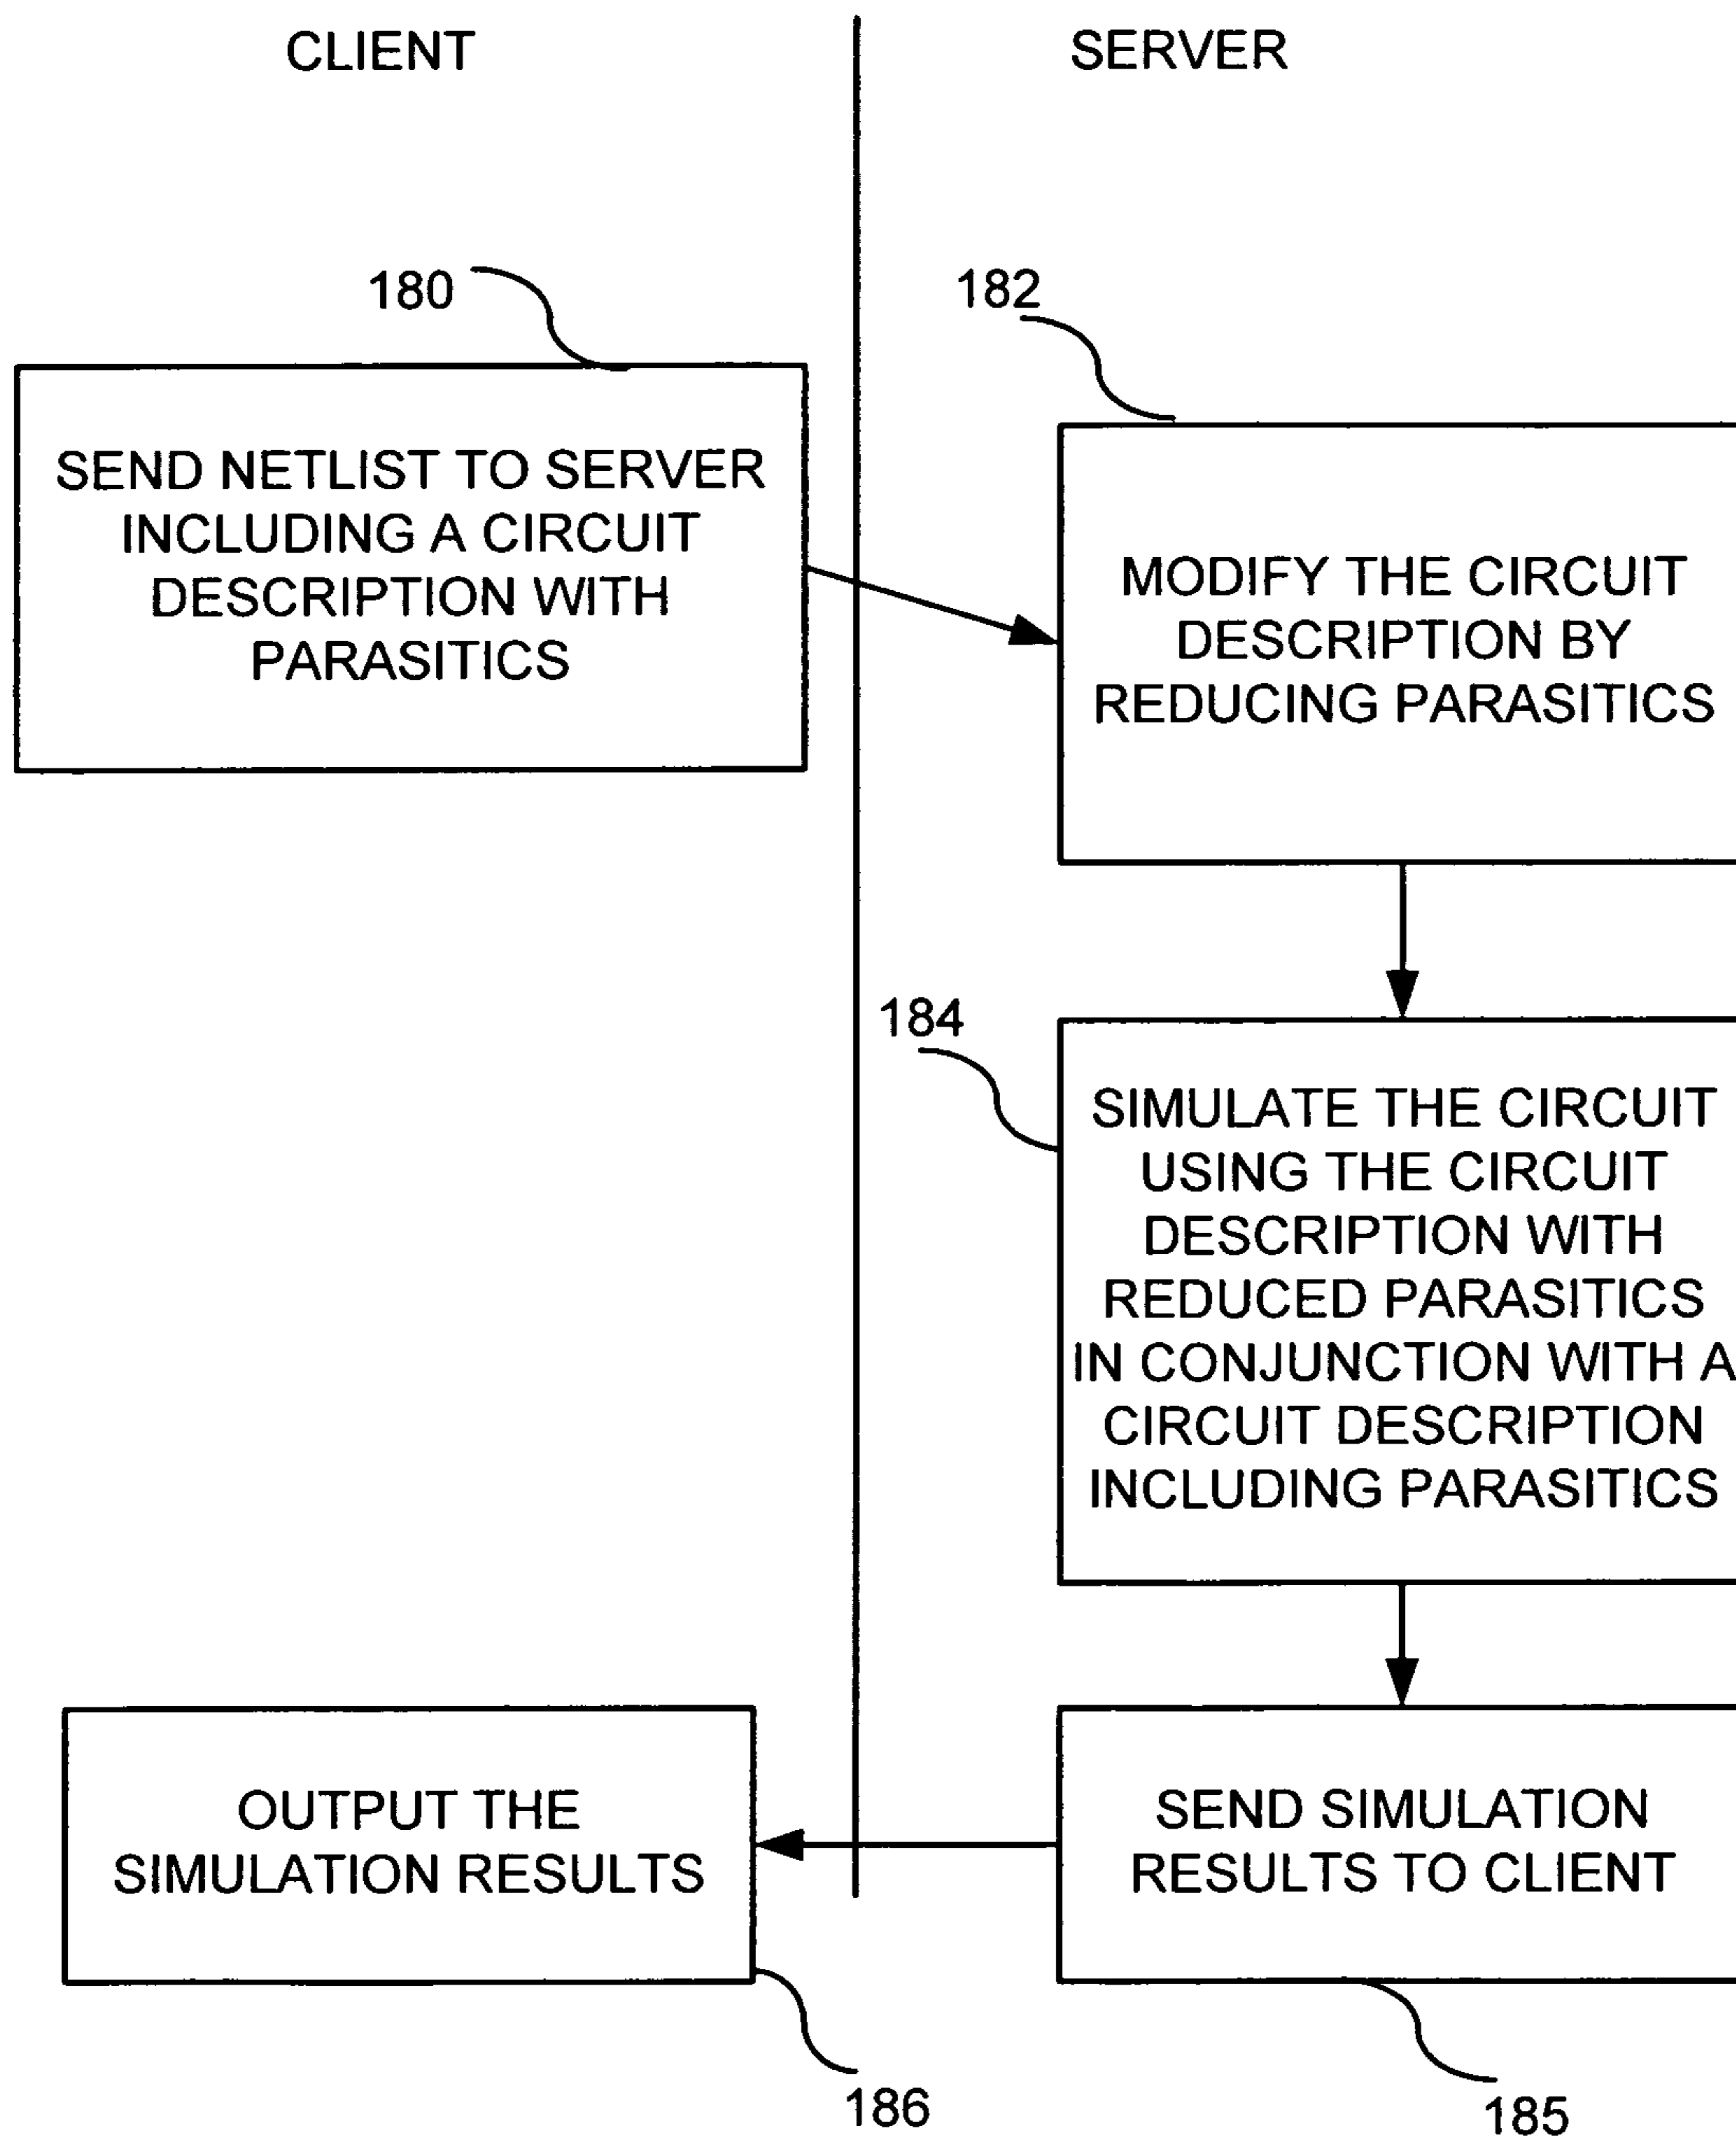 CLIENT
SERVER
180
182
SEND NETLIST TO SERVER
INCLUDING A CIRCUIT
DESCRIPTION WITH
PARASITICS
MODIFY THE CIRCUIT
DESCRIPTION BY
REDUCING PARASITICS
184
SIMULATE THE CIRCUIT
USING THE CIRCUIT
DESCRIPTION WITH
REDUCED PARASITICS
IN CONJUNCTION WITH A
CIRCUIT DESCRIPTION
INCLUDING PARASITICS
OUTPUT THE
SIMULATION RESULTS
SEND SIMULATION
RESULTS TO CLIENT
186
185